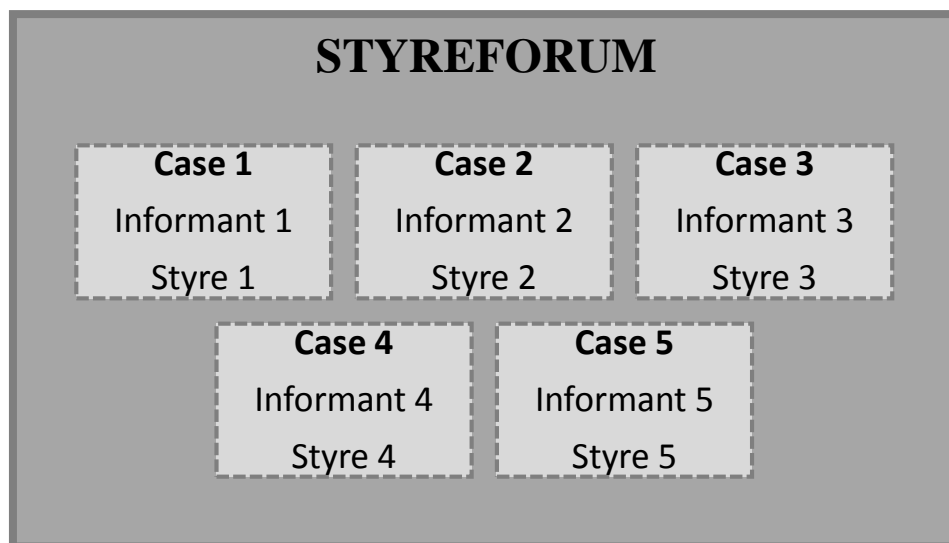 STYREFORUM
Case 1
Informant 1
Styre 1
Case 2
Informant 2
Styre 2
Case 3
Informant 3
Styre 3
Case 4
Informant 4
Styre 4
Case 5
Informant 5
Styre 5